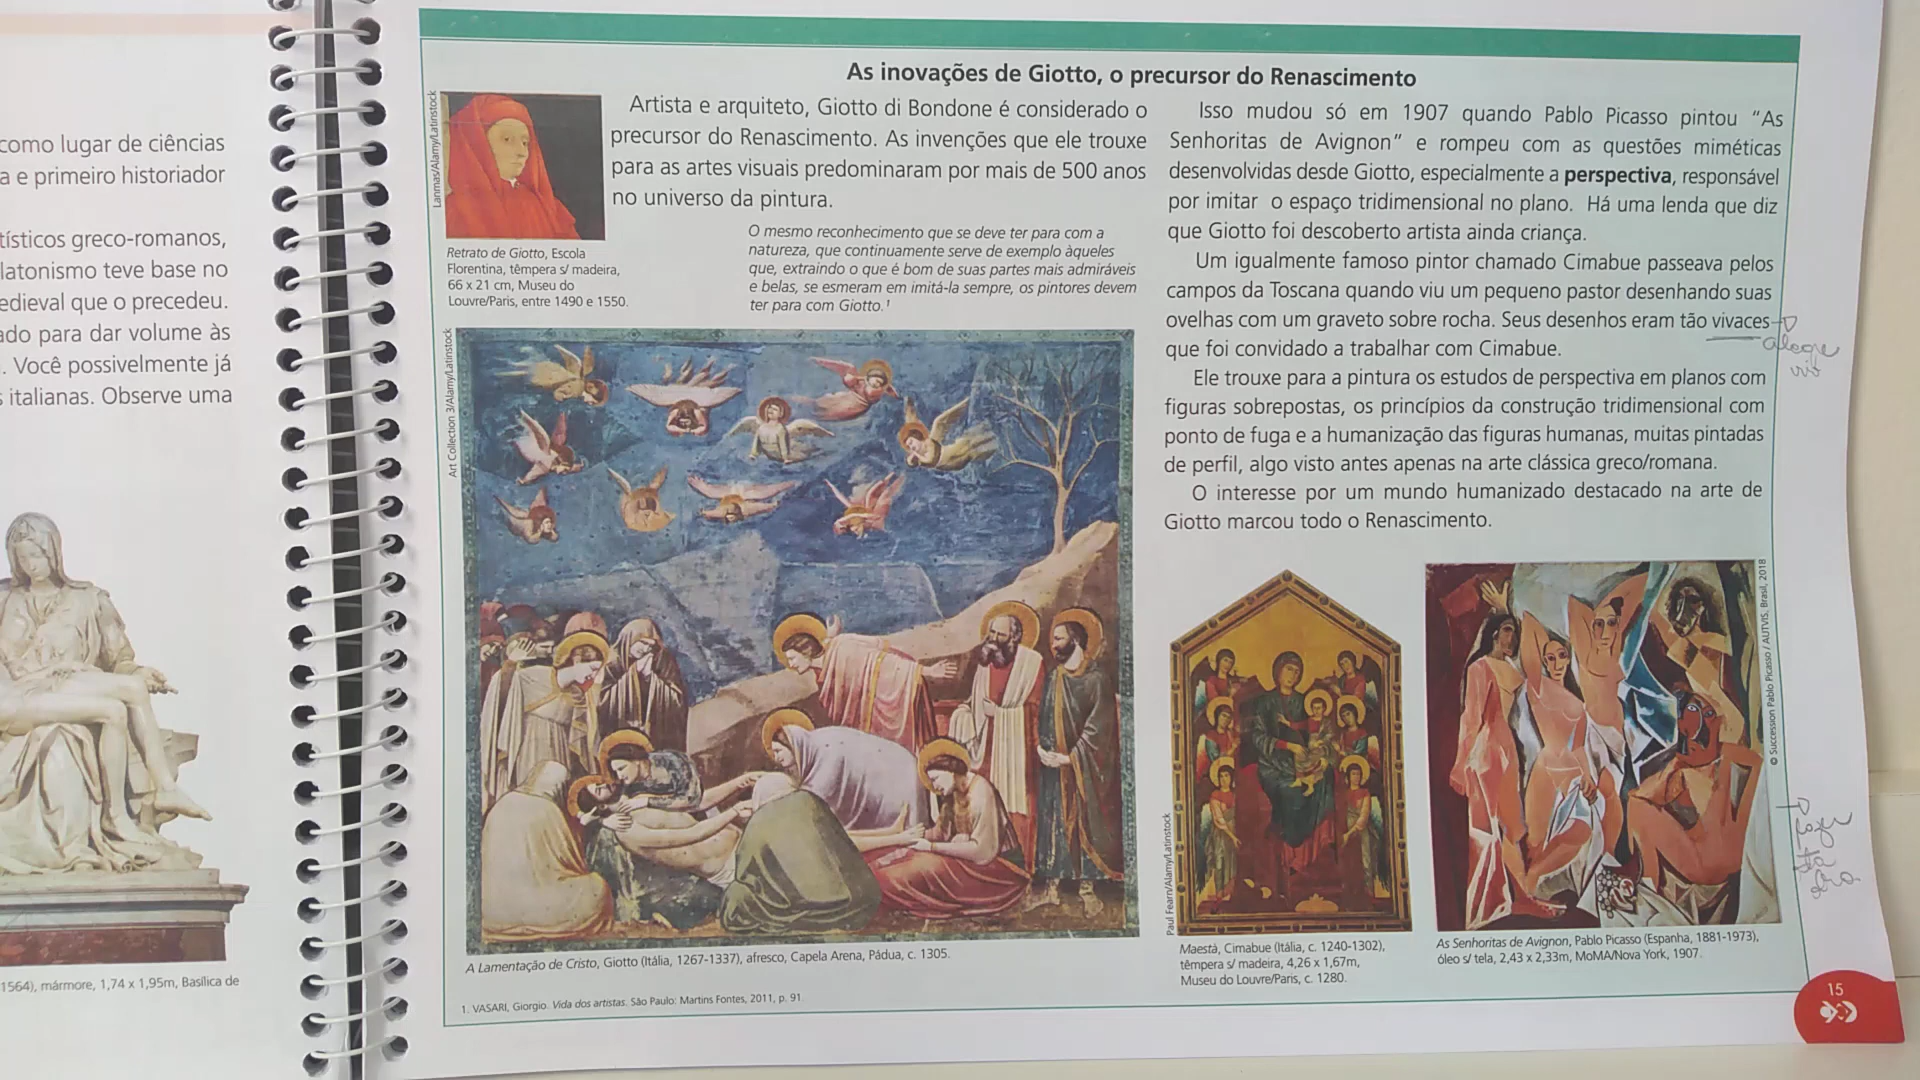 como lugar de ciências
a e primeiro historiador
tísticos greco-romanos,
latonismo teve base no
edieval que o precedeu.
ado para dar volume às
. Você possivelmente já
s italianas. Observe uma
1564), mármore, 1,74 x 1,95m, Basílica de
As inovações de Giotto, o precursor do Renascimento
Lanmas/Alamy/Latinstock
Artista e arquiteto, Giotto di Bondone é considerado o
precursor do Renascimento. As invenções que ele trouxe
para as artes visuais predominaram por mais de 500 anos
no universo da pintura.
Retrato de Giotto, Escola
Florentina, têmpera s/ madeira,
66 x 21 cm, Museu do
Louvre/Paris, entre 1490 e 1550.
O mesmo reconhecimento que se deve ter para com a
natureza, que continuamente serve de exemplo àqueles
que, extraindo o que é bom de suas partes mais admiráveis
e belas, se esmeram em imitá-la sempre, os pintores devem
ter para com Giotto.¹
Art Collection 3/Alamy/Latinstock
A Lamentação de Cristo, Giotto (Itália, 1267-1337), afresco, Capela Arena, Pádua, c. 1305.
1. VASARI, Giorgio. Vida dos artistas. São Paulo: Martins Fontes, 2011, p. 91.
Isso mudou só em 1907 quando Pablo Picasso pintou “As
Senhoritas de Avignon” e rompeu com as questões miméticas
desenvolvidas desde Giotto, especialmente a perspectiva, responsável
por imitar o espaço tridimensional no plano. Há uma lenda que diz
que Giotto foi descoberto artista ainda criança.
Um igualmente famoso pintor chamado Cimabue passeava pelos
campos da Toscana quando viu um pequeno pastor desenhando suas
ovelhas com um graveto sobre rocha. Seus desenhos eram tão vivaces
alegre
que foi convidado a trabalhar com Cimabue.
Ele trouxe para a pintura os estudos de perspectiva em planos com
figuras sobrepostas, os princípios da construção tridimensional com
ponto de fuga e a humanização das figuras humanas, muitas pintadas
de perfil, algo visto antes apenas na arte clássica greco/romana.
O interesse por um mundo humanizado destacado na arte de
Giotto marcou todo o Renascimento.
Paul Fearn/Alamy/Latinstock
Maestà, Cimabue (Itália, c. 1240-1302),
têmpera s/ madeira, 4,26 x 1,67m,
Museu do Louvre/Paris, c. 1280.
© Succession Pablo Picasso / AUTVIS, Brasil, 2018
As Senhoritas de Avignon, Pablo Picasso (Espanha, 1881-1973),
óleo s/ tela, 2,43 x 2,33m, MoMA/Nova York, 1907.
15